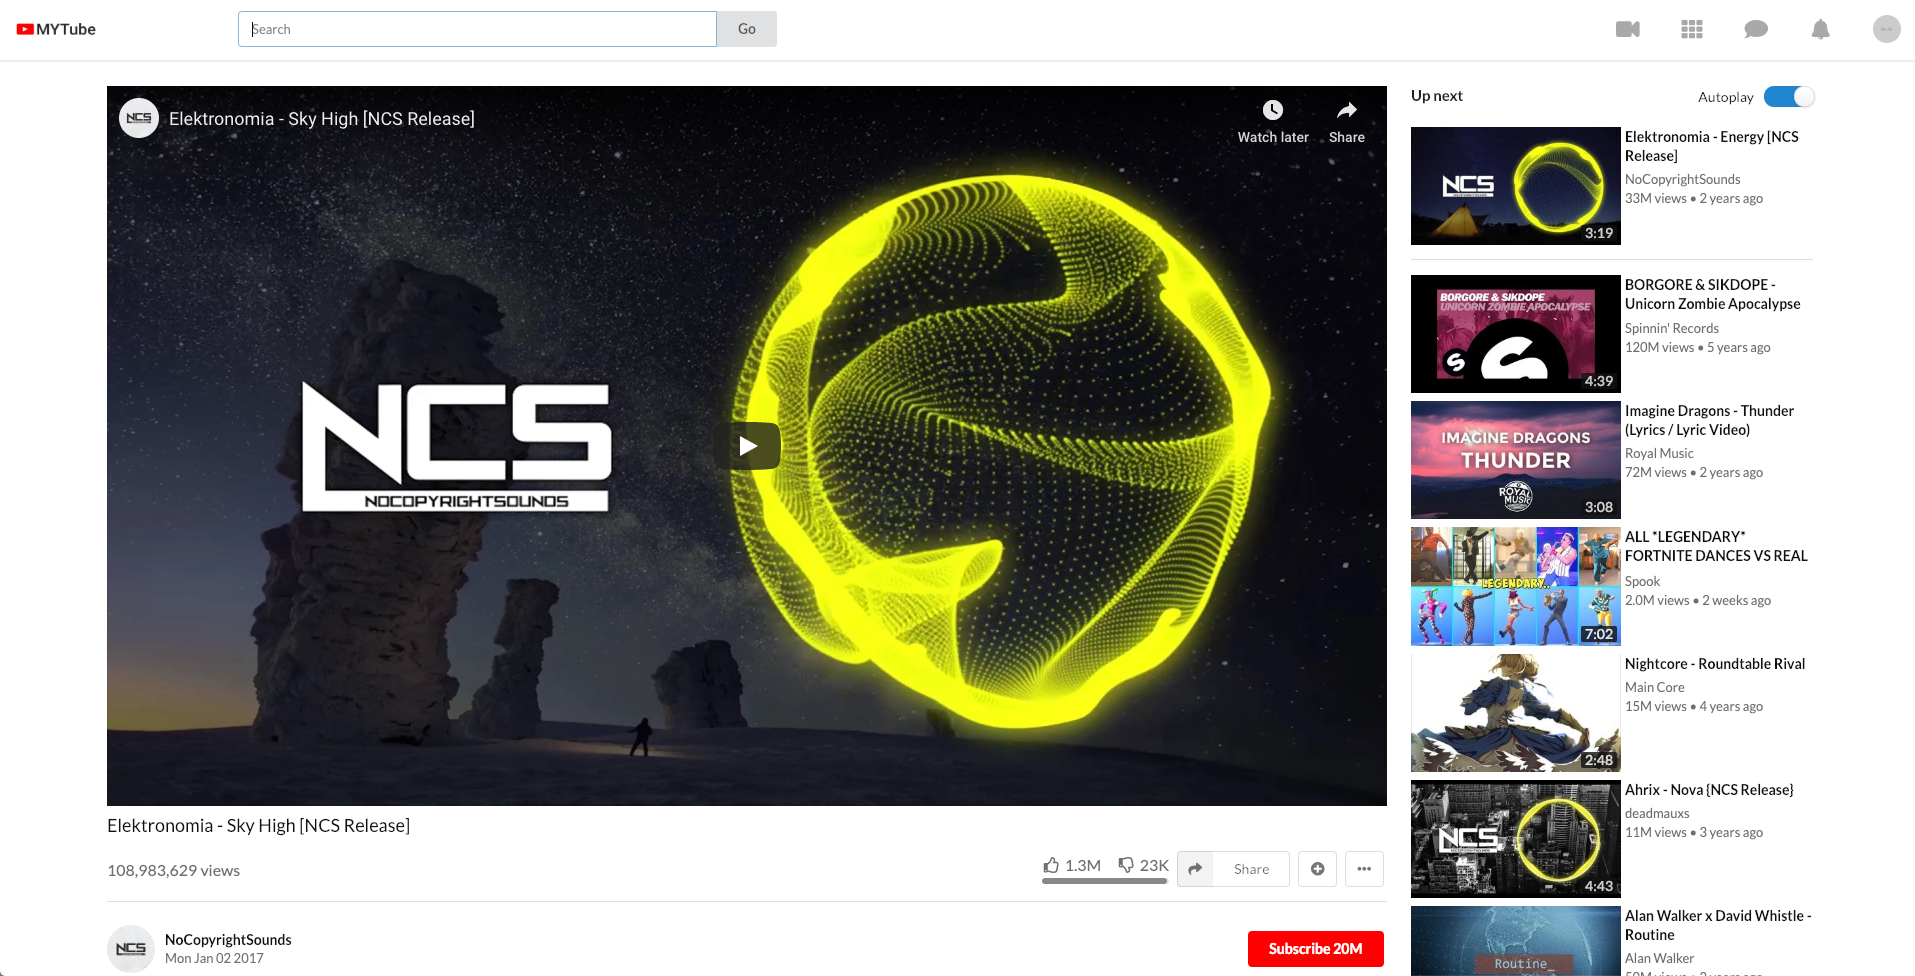 MYTube
Search
Go
NCS
Elektronomia - Sky High [NCS Release]
Watch later
Share
NCS
NOCOPYRIGHTSOUNDS
Elektronomia - Sky High [NCS Release]
108,983,629 views
1.3M
23K
Share
NCS
NoCopyrightSounds
Mon Jan 02 2017
Subscribe 20M
Up next
Autoplay
NCS
3:19
Elektronomia - Energy [NCS
Release]
NoCopyrightSounds
33M views • 2 years ago
BORGORE & SIKDOPE
UNICORN ZOMBIE APOCALYPSE
4:39
BORGORE & SIKDOPE -
Unicorn Zombie Apocalypse
Spinnin' Records
120M views • 5 years ago
IMAGINE DRAGONS
THUNDER
ROYAL
MUSIC
3:08
Imagine Dragons - Thunder
(Lyrics / Lyric Video)
Royal Music
72M views • 2 years ago
LEGENDARY..
7:02
ALL *LEGENDARY*
FORTNITE DANCES VS REAL
Spook
2.0M views • 2 weeks ago
2:48
Nightcore - Roundtable Rival
Main Core
15M views • 4 years ago
NCS
4:43
Ahrix - Nova {NCS Release}
deadmauxs
11M views • 3 years ago
Routine_
Alan Walker x David Whistle -
Routine
Alan Walker